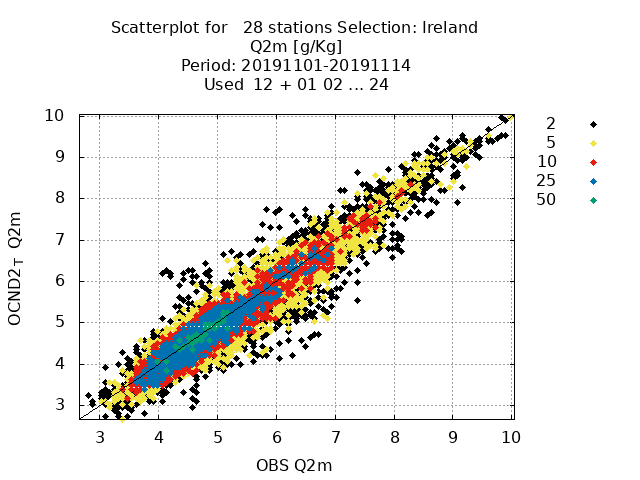 Scatterplot for   28 stations Selection: Ireland
Q2m [g/Kg]
Period: 20191101-20191114
Used  12 + 01 02 ... 24
2
5
10
25
50
10
9
8
7
6
5
4
3
OCND2T  Q2m
3 4 5 6 7 8 9 10
OBS Q2m